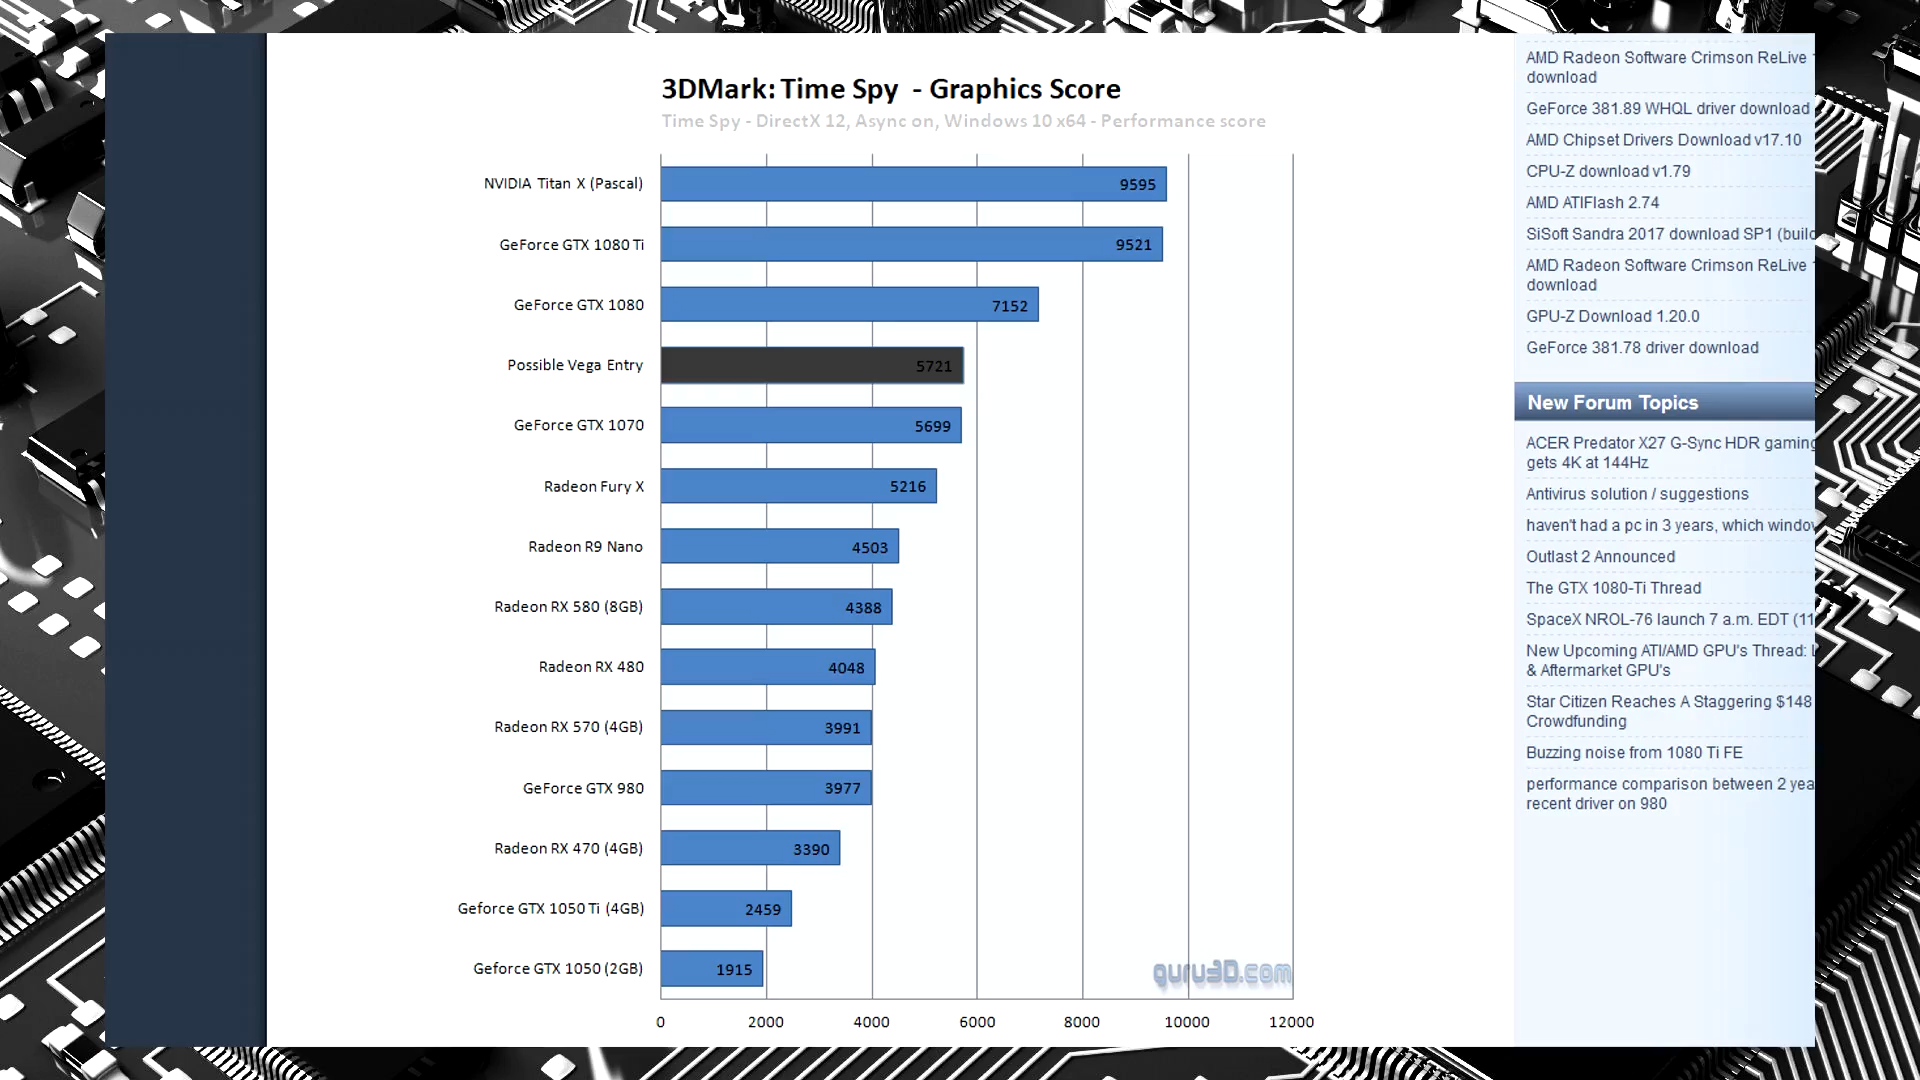 3DMark: Time Spy - Graphics Score
Time Spy - DirectX 12, Async on, Windows 10 x64 - Performance score
NVIDIA Titan X (Pascal) 9595
GeForce GTX 1080 Ti 9521
GeForce GTX 1080 7152
Possible Vega Entry 5721
GeForce GTX 1070 5699
Radeon Fury X 5216
Radeon R9 Nano 4503
Radeon RX 580 (8GB) 4388
Radeon RX 480 4048
Radeon RX 570 (4GB) 3991
GeForce GTX 980 3977
Radeon RX 470 (4GB) 3390
Geforce GTX 1050 Ti (4GB) 2459
Geforce GTX 1050 (2GB) 1915
guru3D.com
0 2000 4000 6000 8000 10000 12000
AMD Radeon Software Crimson ReLive
download
GeForce 381.89 WHQL driver download
AMD Chipset Drivers Download v17.10
CPU-Z download v1.79
AMD ATIFlash 2.74
SiSoft Sandra 2017 download SP1 (build
AMD Radeon Software Crimson ReLive
download
GPU-Z Download 1.20.0
GeForce 381.78 driver download
New Forum Topics
ACER Predator X27 G-Sync HDR gaming
gets 4K at 144Hz
Antivirus solution / suggestions
haven't had a pc in 3 years, which window
Outlast 2 Announced
The GTX 1080-Ti Thread
SpaceX NROL-76 launch 7 a.m. EDT (11
New Upcoming ATI/AMD GPU's Thread:
& Aftermarket GPU's
Star Citizen Reaches A Staggering $148
Crowdfunding
Buzzing noise from 1080 Ti FE
performance comparison between 2 yea
recent driver on 980